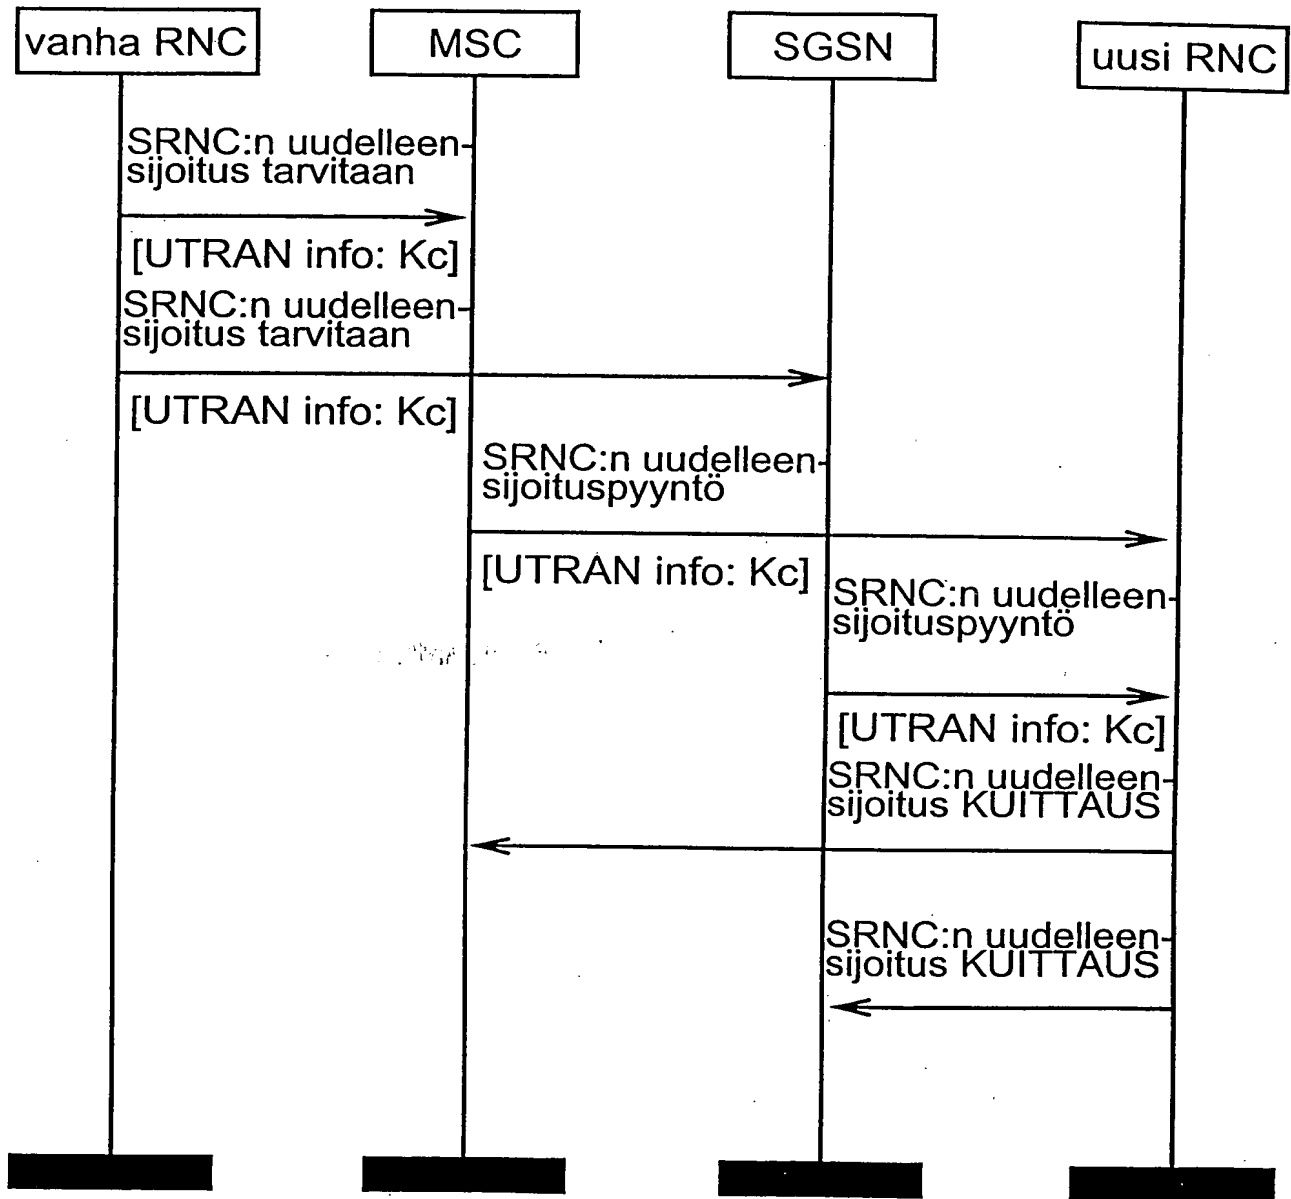 vanha RNC
MSC
SGSN
uusi RNC
SRNC:n uudelleen-
sijoitus tarvitaan
[UTRAN info: Kc]
SRNC:n uudelleen-
sijoitus tarvitaan
[UTRAN info: Kc]
SRNC:n uudelleen-
sijoituspyyntö
[UTRAN info: Kc]
SRNC:n uudelleen-
sijoituspyyntö
[UTRAN info: Kc]
SRNC:n uudelleen-
sijoitus KUITTAUS
SRNC:n uudelleen-
sijoitus KUITTAUS